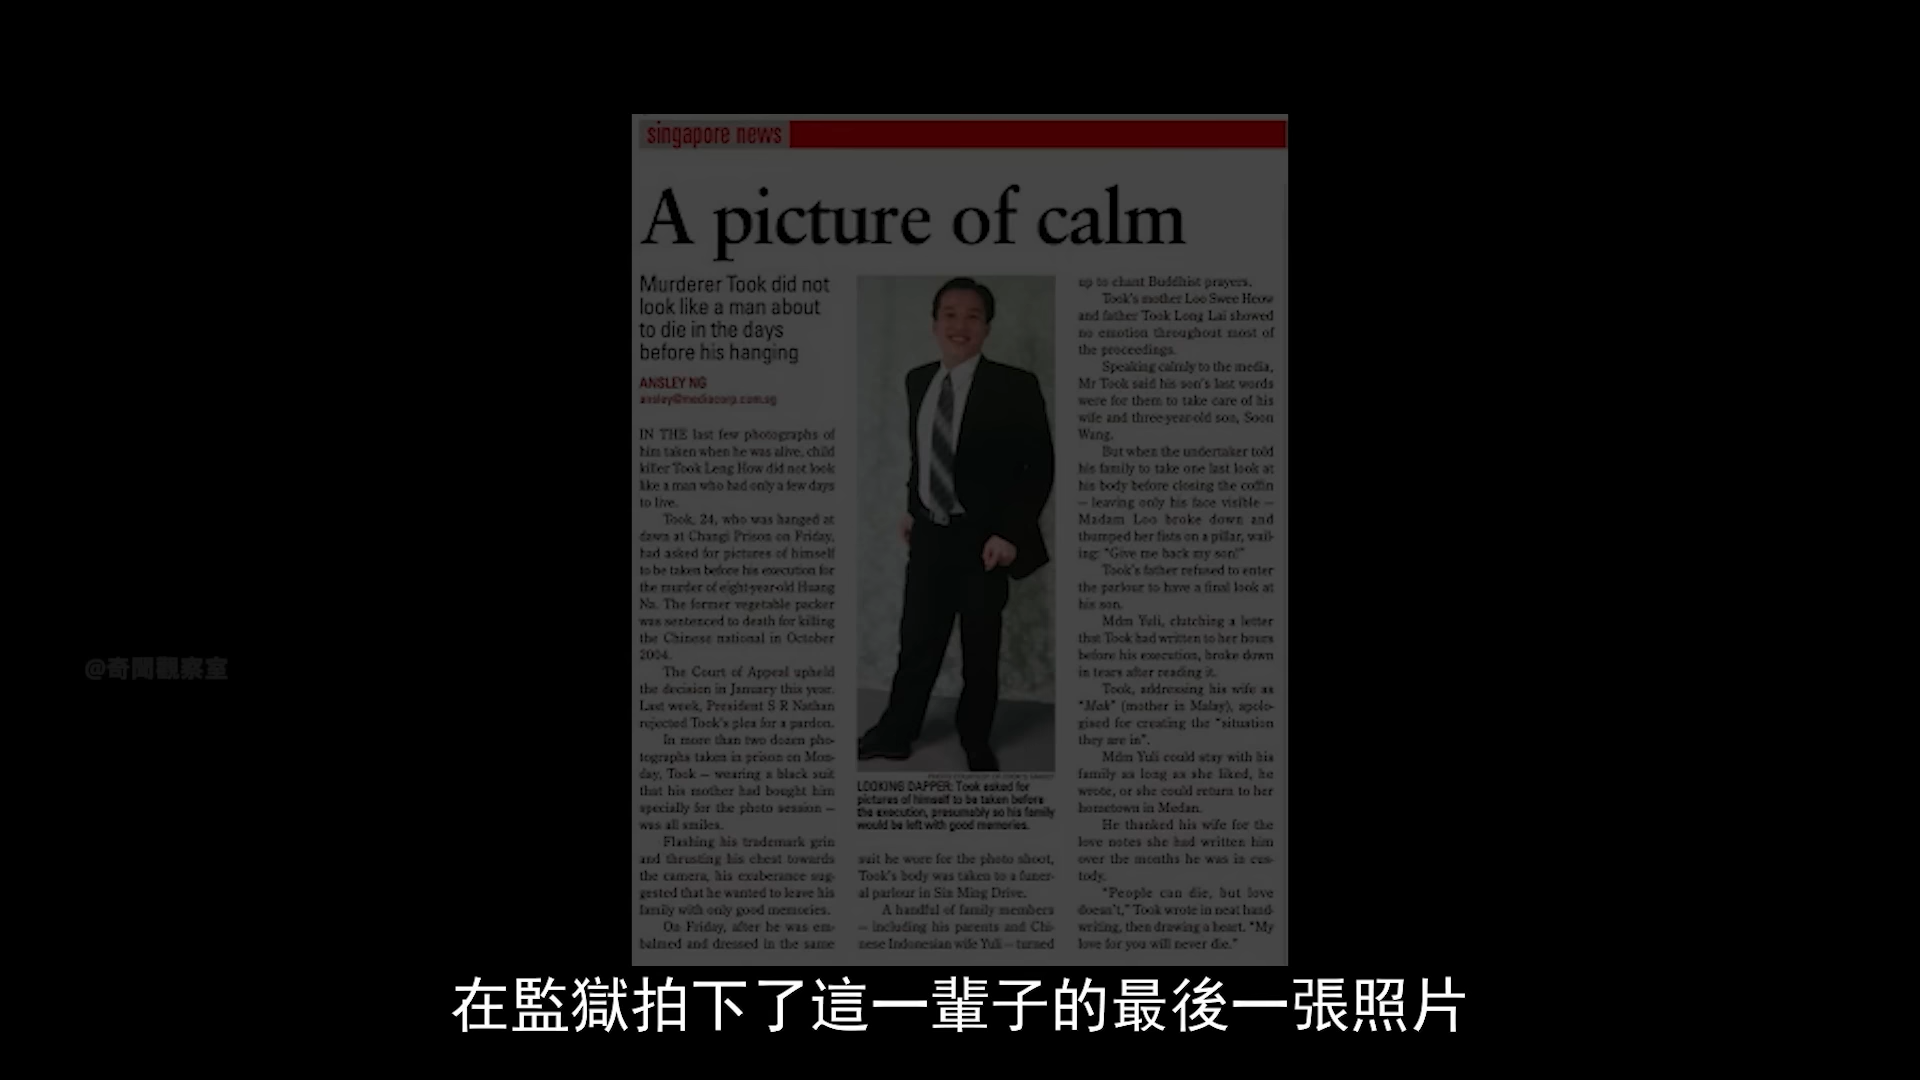 singapore news
A picture of calm
Murderer Took did not
look like a man about
to die in the days
before his hanging
ANSLEY NG
ansley@mediacorp.com.sg
IN THE last few photographs of
him taken when he was alive, child
killer Took Leng How did not look
like a man who had only a few days
to live.
Took, 24, who was hanged at
dawn at Changi Prison on Friday,
had asked for pictures of himself
to be taken before his execution for
the murder of eight-year-old Huang
Na. The former vegetable packer
was sentenced to death for killing
the Chinese national in October
2004.
The Court of Appeal upheld
the decision in January this year.
Last week, President S R Nathan
rejected Took's plea for a pardon.
In more than two dozen pho-
tographs taken in prison on Mon-
day, Took — wearing a black suit
that his mother had bought him
specially for the photo session —
was all smiles.
Flashing his trademark grin
and thrusting his chest towards
the camera, his exuberance sug-
gested that he wanted to leave his
family with only good memories.
On Friday, after he was em-
balmed and dressed in the same
LOOKING DAPPER: Took asked for
pictures of himself to be taken before
the execution, presumably so his family
would be left with good memories.
suit he wore for the photo shoot,
Took's body was taken to a funer-
al parlour in Sin Ming Drive.
A handful of family members
— including his parents and Chi-
nese Indonesian wife Yuli — turned
up to chant Buddhist prayers.
Took's mother Loo Swee Heow
and father Took Long Lai showed
no emotion throughout most of
the proceedings.
Speaking calmly to the media,
Mr Took said his son's last words
were for them to take care of his
wife and three-year-old son, Soon
Wang.
But when the undertaker told
his family to take one last look at
his body before closing the coffin
— leaving only his face visible —
Madam Loo broke down and
thumped her fists on a pillar, wail-
ing: "Give me back my son!"
Took's father refused to enter
the parlour to have a final look at
his son.
Mdm Yuli, clutching a letter
that Took had written to her hours
before his execution, broke down
in tears after reading it.
Took, addressing his wife as
"Mak" (mother in Malay), apolo-
gised for creating the "situation
they are in".
Mdm Yuli could stay with his
family as long as she liked, he
wrote, or she could return to her
hometown in Medan.
He thanked his wife for the
love notes she had written him
over the months he was in cus-
tody.
"People can die, but love
doesn't," Took wrote in neat hand-
writing, then drawing a heart. "My
love for you will never die."
@奇聞觀察室
在監獄拍下了這一輩子的最後一張照片